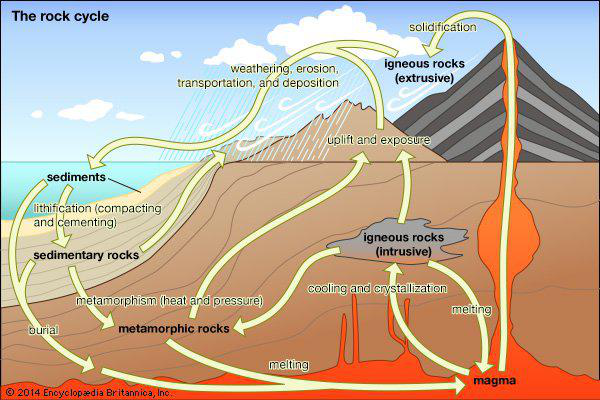 The rock cycle
solidification
igneous rocks
(extrusive)
weathering, erosion,
transportation, and deposition
uplift and exposure
sediments
lithification (compacting
and cementing)
sedimentary rocks
igneous rocks
(intrusive)
cooling and crystallization
metamorphism (heat and pressure)
melting
burial
metamorphic rocks
melting
magma
© 2014 Encyclopædia Britannica, Inc.